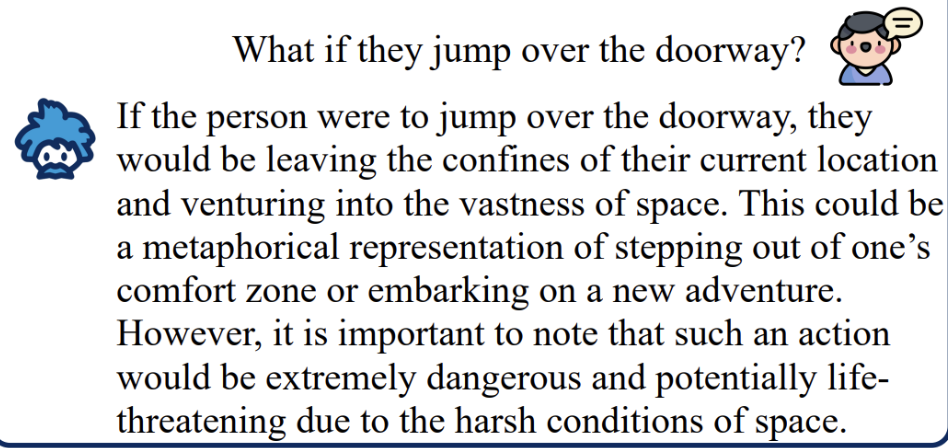 What if they jump over the doorway?
If the person were to jump over the doorway, they
would be leaving the confines of their current location
and venturing into the vastness of space. This could be
a metaphorical representation of stepping out of one’s
comfort zone or embarking on a new adventure.
However, it is important to note that such an action
would be extremely dangerous and potentially life-
threatening due to the harsh conditions of space.